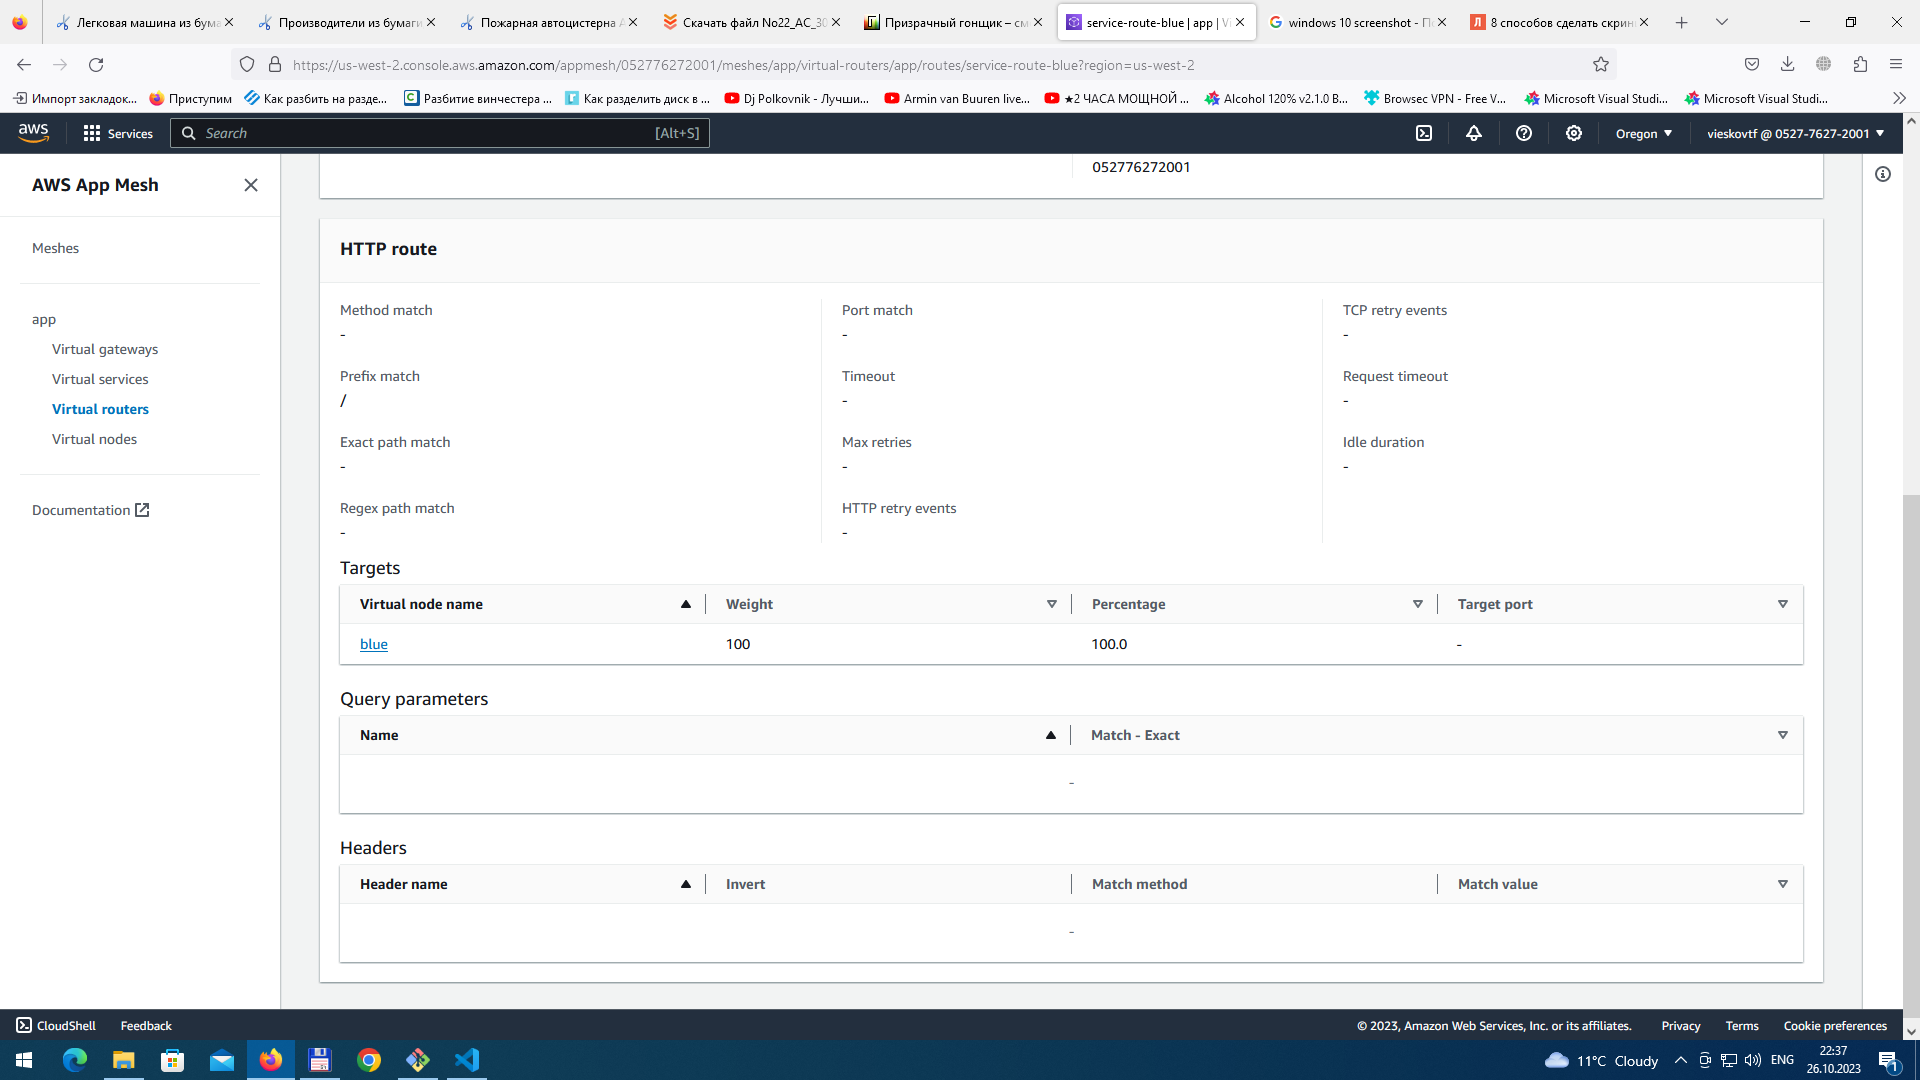 Легковая машина из бума
Производители из бумаги
Пожарная автоцистерна А
Скачать файл No22_AC_30
Призрачный гонщик – см
service-route-blue | app | Vi
windows 10 screenshot - По
8 способов сделать скрин
https://us-west-2.console.aws.amazon.com/appmesh/052776272001/meshes/app/virtual-routers/app/routes/service-route-blue?region=us-west-2
Импорт закладок...
Приступим
Как разбить на разде...
Разбитие винчестера ...
Как разделить диск в ...
Dj Polkovnik - Лучши...
Armin van Buuren live...
★2 ЧАСА МОЩНОЙ ...
Alcohol 120% v2.1.0 B...
Browsec VPN - Free V...
Microsoft Visual Studi...
Microsoft Visual Studi...
aws
Services
Search
[Alt+S]
Oregon
vieskovtf @ 0527-7627-2001
AWS App Mesh
Meshes
app
Virtual gateways
Virtual services
Virtual routers
Virtual nodes
Documentation
052776272001
HTTP route
Method match
-
Prefix match
/
Exact path match
-
Regex path match
-
Port match
-
Timeout
-
Max retries
-
HTTP retry events
-
TCP retry events
-
Request timeout
-
Idle duration
-
Targets
Virtual node name Weight Percentage Target port
blue 100 100.0 -
Query parameters
Name Match - Exact
-
Headers
Header name Invert Match method Match value
-
CloudShell
Feedback
© 2023, Amazon Web Services, Inc. or its affiliates.
Privacy
Terms
Cookie preferences
11°C Cloudy
ENG
22:37
26.10.2023
1